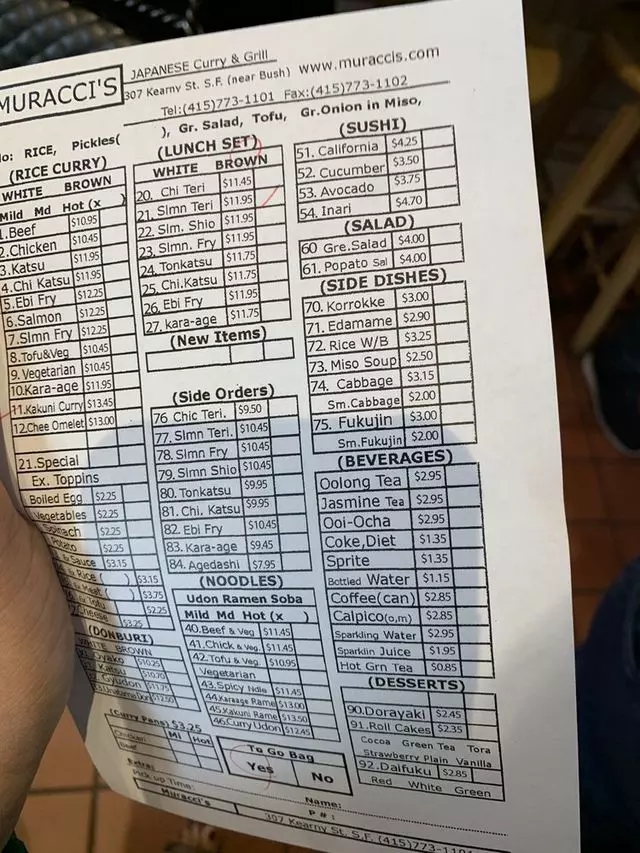 MURACCI'S
JAPANESE Curry & Grill
307 Kearny St. S.F. (near Bush) www.muraccis.com
Tel:(415)773-1101 Fax:(415)773-1102
No: RICE, Pickles( ), Gr. Salad, Tofu, Gr.Onion in Miso,
(RICE CURRY)
WHITE BROWN
Mild Md Hot (x )
1.Beef $10.95
2.Chicken $10.45
3.Katsu $11.95
4.Chi Katsu $11.95
5.Ebi Fry $12.25
6.Salmon $12.25
7.Slmn Fry $12.25
8.Tofu&Veg $10.45
9. Vegetarian $10.45
10.Kara-age $11.95
11.Kakuni Curry $13.45
12.Chee Omelet $13.00
21.Special
Ex. Toppins
Boiled Egg $2.25
Vegetables $2.25
Spinach $2.25
Potato $2.25
Sauce $3.15
Rice ( ) $3.15
Meat ( ) $3.75
Tofu $2.25
Cheese $3.25
(DONBURI)
WHITE BROWN
Oyako $10.25
Katsu $10.70
Gyudon $11.75
Unatama Don $12.50
(Curry Pans) $3.25
Mi Hot
Chicken
Beef
(LUNCH SET)
WHITE BROWN
20. Chi Teri $11.45
21. Slmn Teri $11.95
22. Slm. Shio $11.95
23. Slmn. Fry $11.95
24. Tonkatsu $11.75
25. Chi.Katsu $11.75
26. Ebi Fry $11.95
27. kara-age $11.75
(New Items)
(Side Orders)
76 Chic Teri. $9.50
77. Slmn Teri. $10.45
78. Slmn Fry $10.45
79. Slmn Shio $10.45
80. Tonkatsu $9.95
81. Chi. Katsu $9.95
82. Ebi Fry $10.45
83. Kara-age $9.45
84. Agedashi $7.95
(NOODLES)
Udon Ramen Soba
Mild Md Hot (x )
40.Beef & Veg $11.45
41.Chick & Veg. $11.45
42.Tofu & Veg. $10.95
Vegetarian
43.Spicy Ndle $11.45
44.Karaage Rame $13.00
45.Kakuni Rame $13.50
46.Curry Udon $12.45
To Go Bag
Yes No
(SUSHI)
51. California $4.25
52. Cucumber $3.50
53. Avocado $3.75
54. Inari $4.70
(SALAD)
60 Gre.Salad $4.00
61. Popato Sal $4.00
(SIDE DISHES)
70. Korrokke $3.00
71. Edamame $2.90
72. Rice W/B $3.25
73. Miso Soup $2.50
74. Cabbage $3.15
Sm.Cabbage $2.00
75. Fukujin $3.00
Sm.Fukujin $2.00
(BEVERAGES)
Oolong Tea $2.95
Jasmine Tea $2.95
Ooi-Ocha $2.95
Coke,Diet $1.35
Sprite $1.35
Bottled Water $1.15
Coffee(can) $2.85
Calpico(o,m) $2.85
Sparkling Water $2.95
Sparklin Juice $1.95
Hot Grn Tea $0.85
(DESSERTS)
90.Dorayaki $2.45
91.Roll Cakes $2.35
Cocoa Green Tea Tora
Strawberry Plain Vanilla
92.Daifuku $2.85
Red White Green
Extra:
Pick up Time: Name:
P #:
Muracci's 307 Kearny St. S.F. (415)773-1101